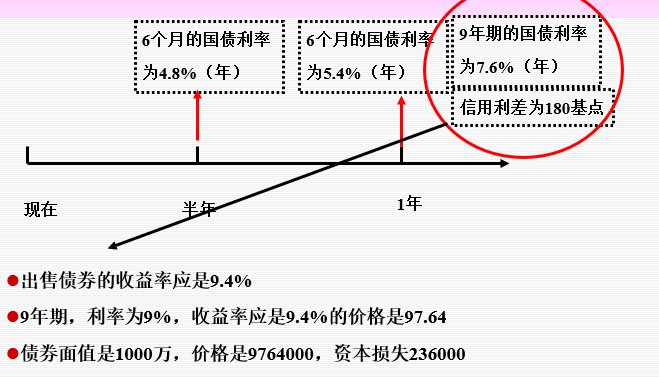 6个月的国债利率
为4.8%（年）
6个月的国债利率
为5.4%（年）
9年期的国债利率
为7.6%（年）
信用利差为180基点
现在
半年
1年
●出售债券的收益率应是9.4%
●9年期，利率为9%，收益率应是9.4%的价格是97.64
●债券面值是1000万，价格是9764000，资本损失236000